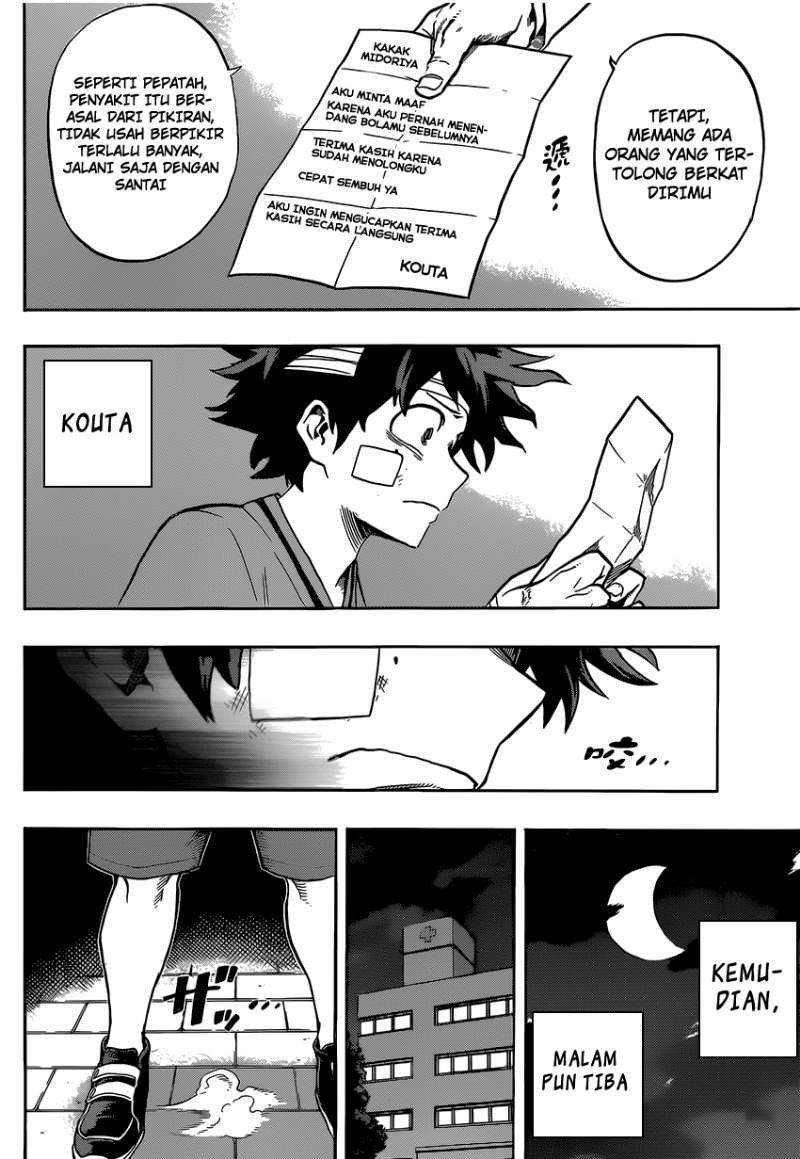 TETAPI,
MEMANG ADA
ORANG YANG TER-
TOLONG BERKAT
DIRIMU
KAKAK
MIDORIYA
AKU MINTA MAAF
KARENA AKU PERNAH MENEN-
DANG BOLAMU SEBELUMNYA
TERIMA KASIH KARENA
SUDAH MENOLONGKU
CEPAT SEMBUH YA
AKU INGIN MENGUCAPKAN TERIMA
KASIH SECARA LANGSUNG
KOUTA
SEPERTI PEPATAH,
PENYAKIT ITU BER-
ASAL DARI PIKIRAN,
TIDAK USAH BERPIKIR
TERLALU BANYAK,
JALANI SAJA DENGAN
SANTAI
KOUTA
KEMU-
DIAN,
MALAM
PUN TIBA
ザッ…